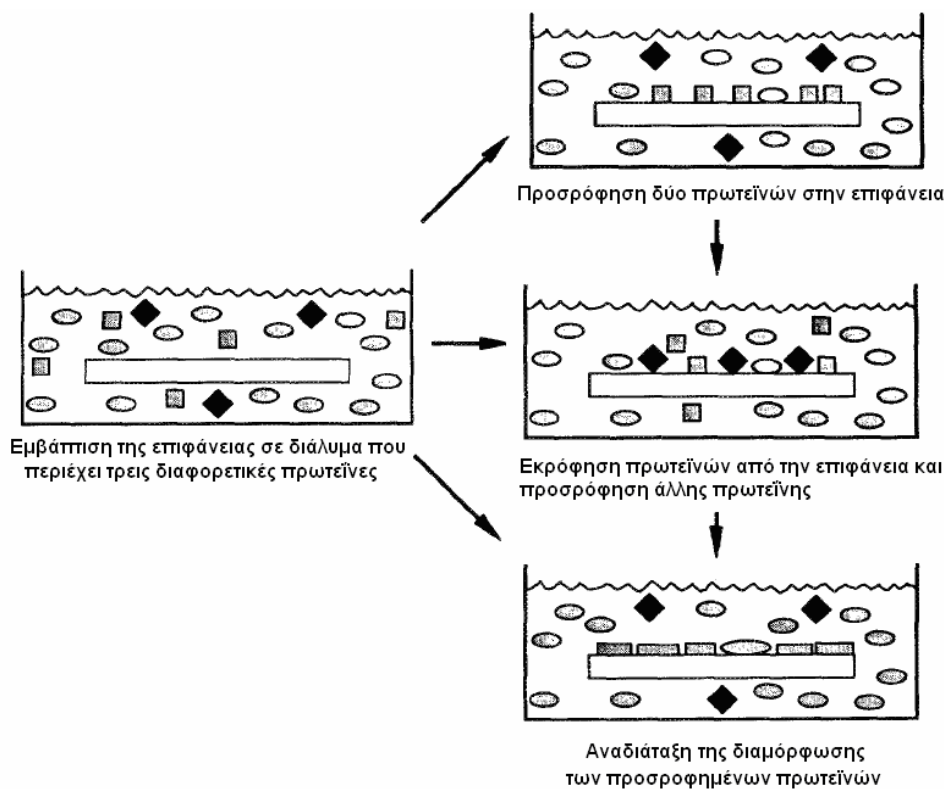 Προσρόφηση δύο πρωτεϊνών στην επιφάνεια
Εμβάπτιση της επιφάνειας σε διάλυμα που
περιέχει τρεις διαφορετικές πρωτεΐνες
Εκρόφηση πρωτεϊνών από την επιφάνεια και
προσρόφηση άλλης πρωτεΐνης
Αναδιάταξη της διαμόρφωσης
των προσροφημένων πρωτεϊνών